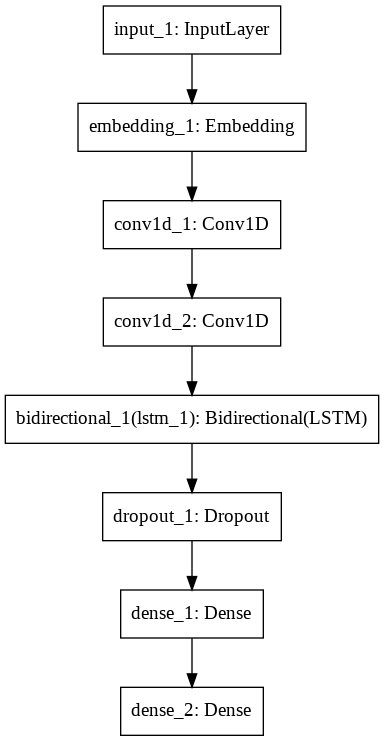 input_1: InputLayer
embedding_1: Embedding
conv1d_1: Conv1D
conv1d_2: Conv1D
bidirectional_1(lstm_1): Bidirectional(LSTM)
dropout_1: Dropout
dense_1: Dense
dense_2: Dense